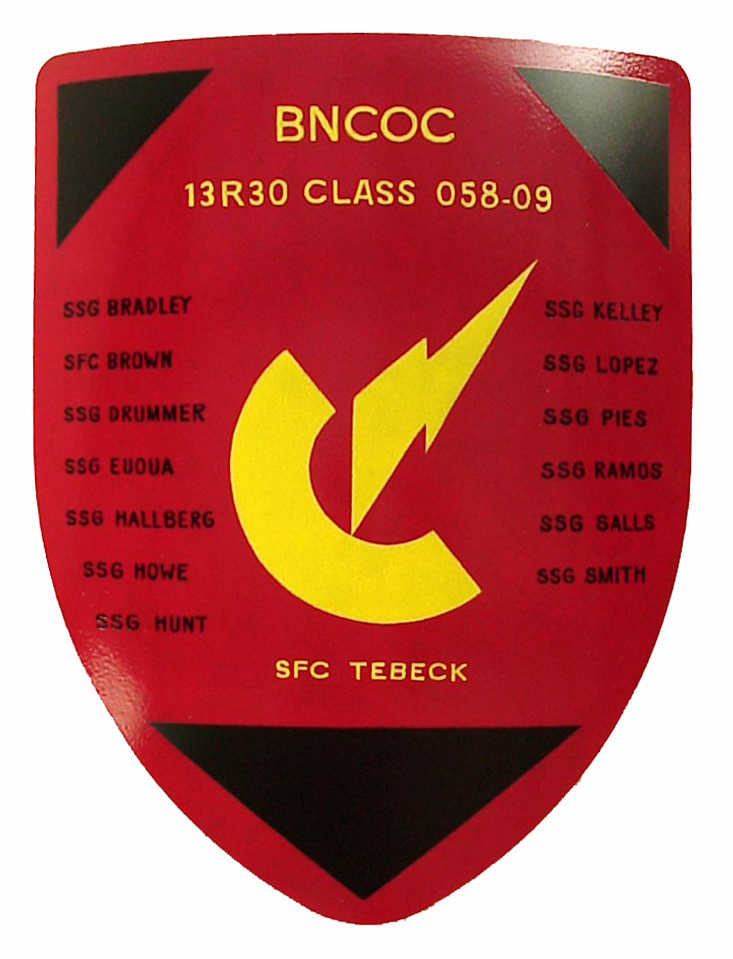 BNCOC
13R30 CLASS 058-09
SSG BRADLEY
SFC BROWN
SSG DRUMMER
SSG EUOUA
SSG HALLBERG
SSG HOWE
SSG HUNT
SSG KELLEY
SSG LOPEZ
SSG PIES
SSG RAMOS
SSG SALLS
SSG SMITH
SFC TEBECK